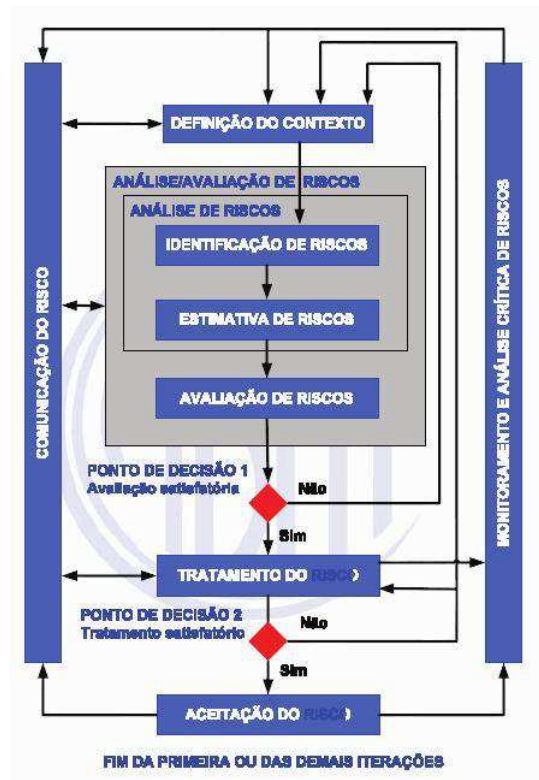 DEFINIÇÃO DO CONTEXTO
ANÁLISE/AVALIAÇÃO DE RISCOS
ANÁLISE DE RISCOS
IDENTIFICAÇÃO DE RISCOS
ESTIMATIVA DE RISCOS
AVALIAÇÃO DE RISCOS
COMUNICAÇÃO DO RISCO
MONITORAMENTO E ANÁLISE CRÍTICA DE RISCOS
PONTO DE DECISÃO 1
Avaliação satisfatória
Não
Sim
TRATAMENTO DO RISCO
PONTO DE DECISÃO 2
Tratamento satisfatório
Não
Sim
ACEITAÇÃO DO RISCO
FIM DA PRIMEIRA OU DAS DEMAIS ITERAÇÕES